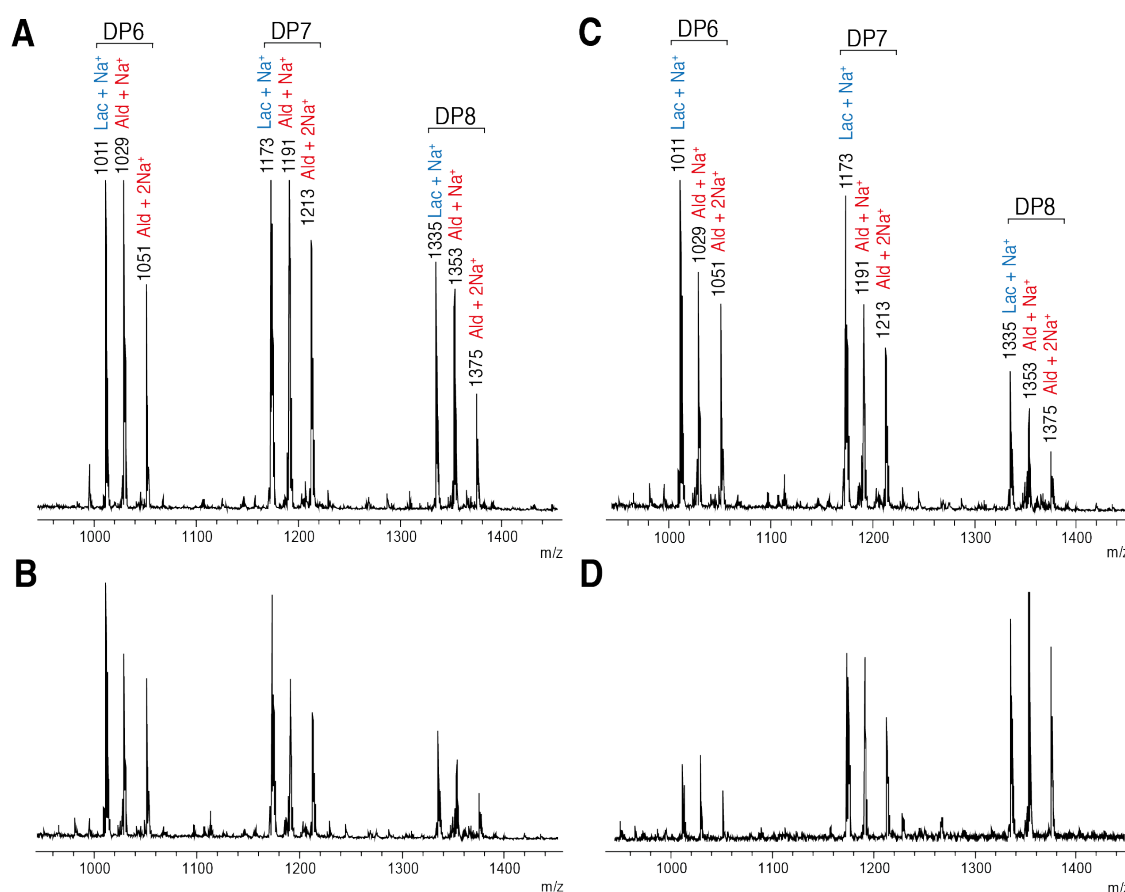 A
DP6
1011 Lac + Na⁺
1029 Ald + Na⁺
1051 Ald + 2Na⁺
DP7
1173 Lac + Na⁺
1191 Ald + Na⁺
1213 Ald + 2Na⁺
DP8
1335 Lac + Na⁺
1353 Ald + Na⁺
1375 Ald + 2Na⁺
1000 1100 1200 1300 1400
m/z
C
DP6
1011 Lac + Na⁺
1029 Ald + Na⁺
1051 Ald + 2Na⁺
DP7
1173 Lac + Na⁺
1191 Ald + Na⁺
1213 Ald + 2Na⁺
DP8
1335 Lac + Na⁺
1353 Ald + Na⁺
1375 Ald + 2Na⁺
1000 1100 1200 1300 1400
m/z
B
1000 1100 1200 1300 1400
m/z
D
1000 1100 1200 1300 1400
m/z